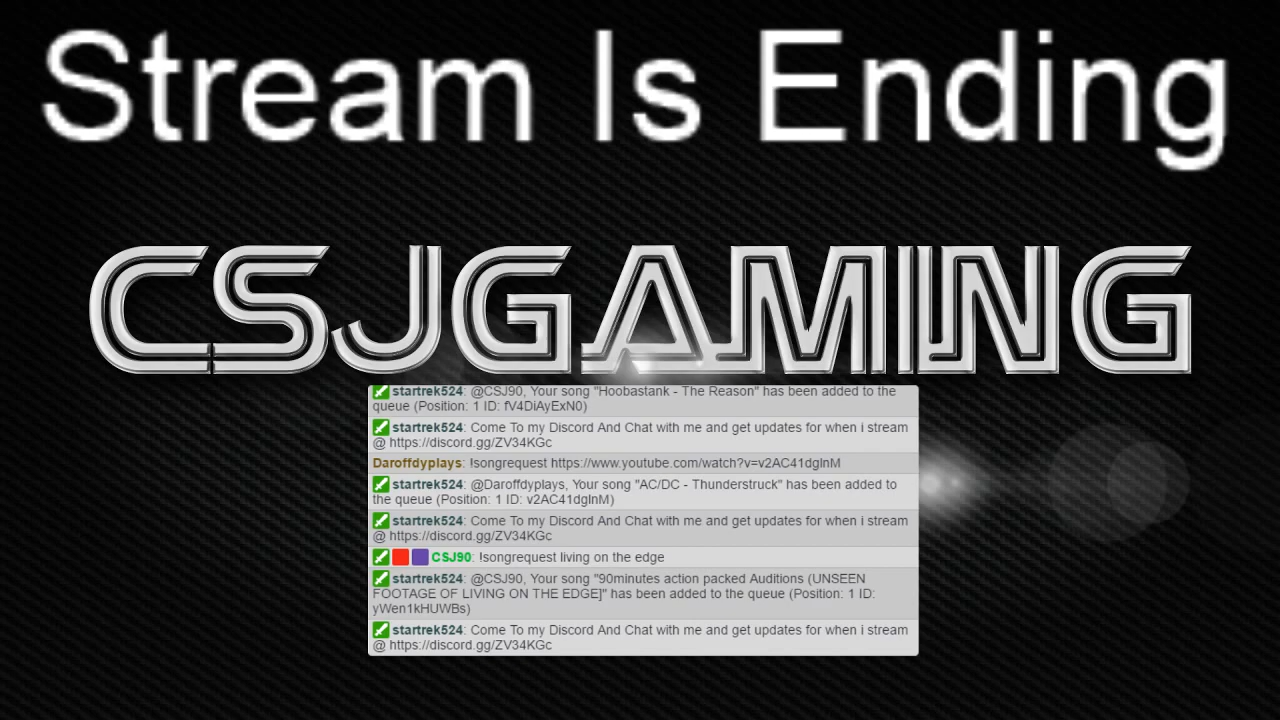 Stream Is Ending
CSJGAMING
startrek524: @CSJ90, Your song "Hoobastank - The Reason" has been added to the
queue (Position: 1 ID: fV4DiAyExN0)
startrek524: Come To my Discord And Chat with me and get updates for when i stream
@ https://discord.gg/ZV34KGc
Daroffdyplays: !songrequest https://www.youtube.com/watch?v=v2AC41dglnM
startrek524: @Daroffdyplays, Your song "AC/DC - Thunderstruck" has been added to
the queue (Position: 1 ID: v2AC41dglnM)
startrek524: Come To my Discord And Chat with me and get updates for when i stream
@ https://discord.gg/ZV34KGc
CSJ90: !songrequest living on the edge
startrek524: @CSJ90, Your song "90minutes action packed Auditions (UNSEEN
FOOTAGE OF LIVING ON THE EDGE]" has been added to the queue (Position: 1 ID:
yWen1kHUWBs)
startrek524: Come To my Discord And Chat with me and get updates for when i stream
@ https://discord.gg/ZV34KGc